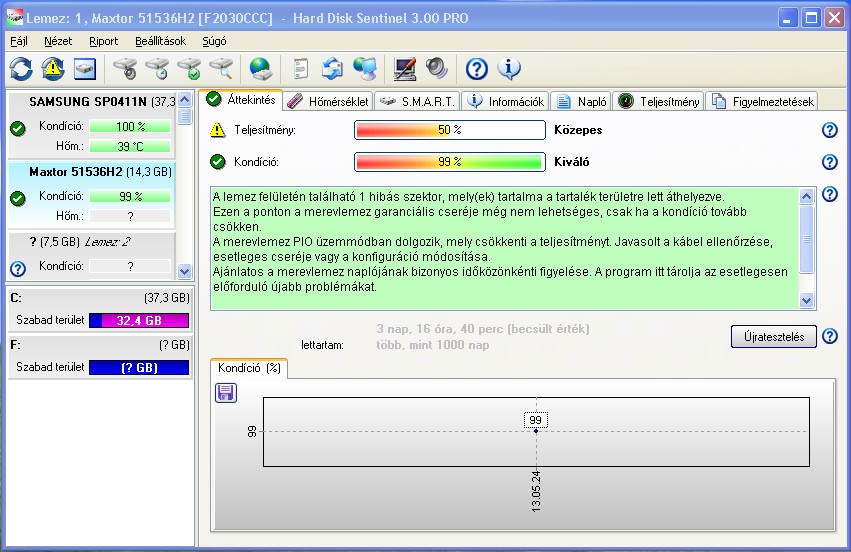 Lemez: 1, Maxtor 51536H2 [F2030CCC] - Hard Disk Sentinel 3.00 PRO
Fájl Nézet Riport Beállítások Súgó
SAMSUNG SP0411N (37,3
Kondíció: 100 %
Hőm.: 39 °C
Maxtor 51536H2 (14,3 GB)
Kondíció: 99 %
Hőm.: ?
? (7,5 GB) Lemez: 2
Kondíció: ?
C: (37,3 GB)
Szabad terület 32,4 GB
F: (? GB)
Szabad terület (? GB)
Áttekintés Hőmérséklet S.M.A.R.T. Információk Napló Teljesítmény Figyelmeztetések
Teljesítmény: 50 % Közepes
Kondíció: 99 % Kiváló
A lemez felületén található 1 hibás szektor, mely(ek) tartalma a tartalék területre lett áthelyezve.
Ezen a ponton a merevlemez garanciális cseréje még nem lehetséges, csak ha a kondíció tovább
csökken.
A merevlemez PIO üzemmódban dolgozik, mely csökkenti a teljesítményt. Javasolt a kábel ellenőrzése,
esetleges cseréje vagy a konfiguráció módosítása.
Ajánlatos a merevlemez naplójának bizonyos időközönkénti figyelése. A program itt tárolja az esetlegesen
előforduló újabb problémákat.
3 nap, 16 óra, 40 perc (becsült érték)
lettartam: több, mint 1000 nap
Újratesztelés
Kondíció (%)
99
99
13.05.24